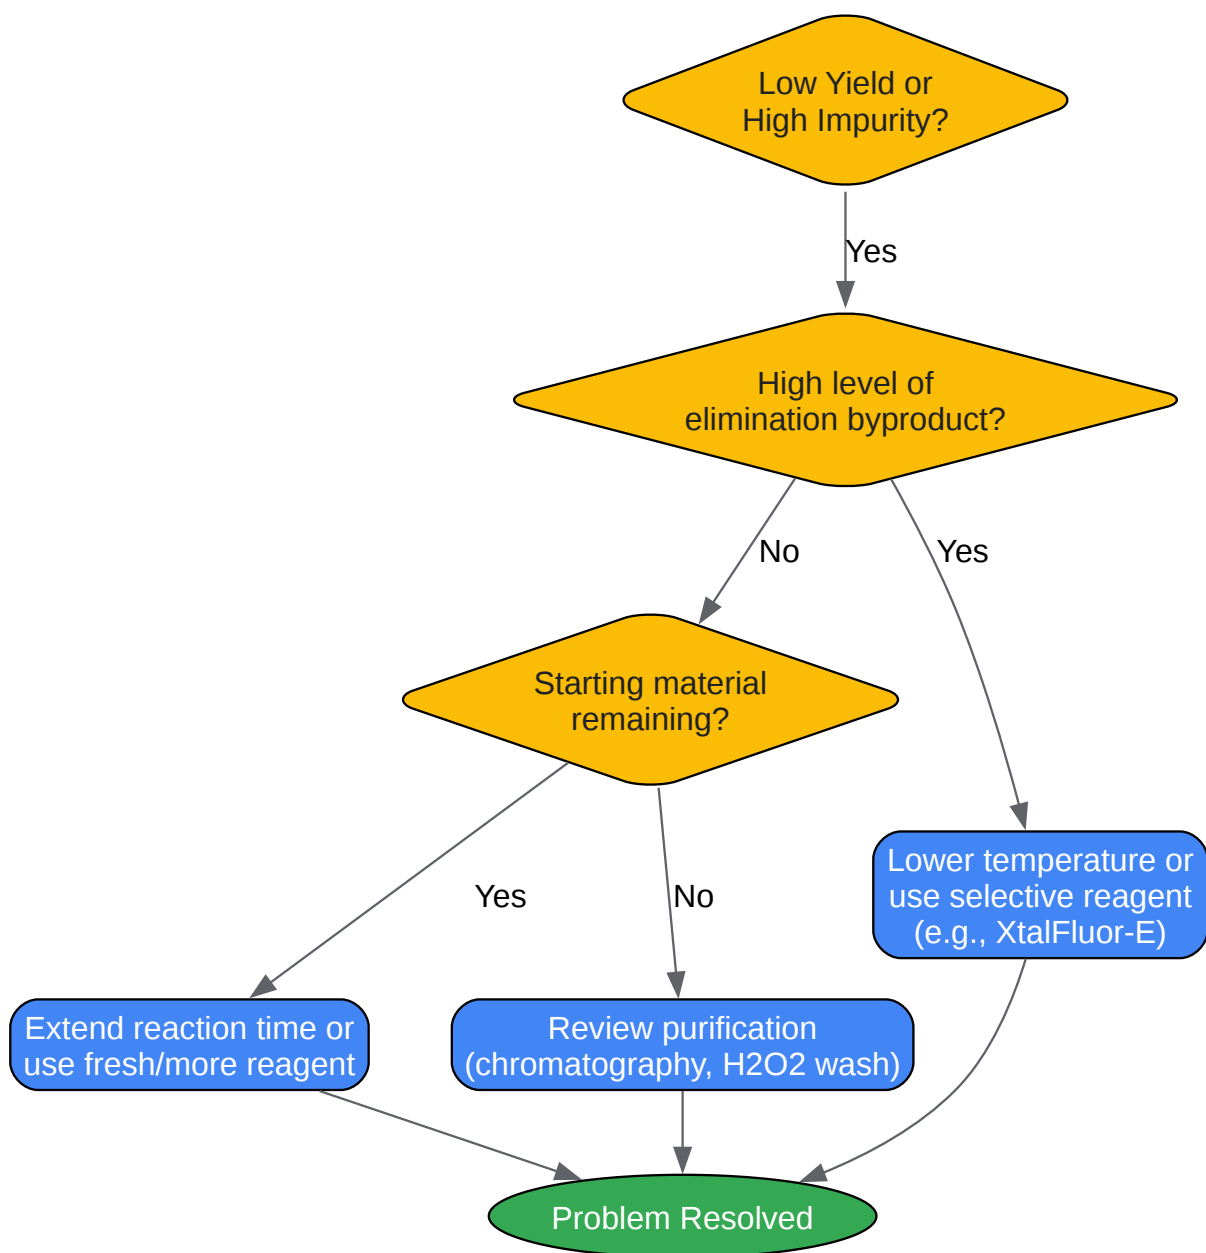 Low Yield or
High Impurity?
Yes
High level of
elimination byproduct?
No
Yes
Starting material
remaining?
Yes
No
Lower temperature or
use selective reagent
(e.g., XtalFluor-E)
Extend reaction time or
use fresh/more reagent
Review purification
(chromatography, H2O2 wash)
Problem Resolved